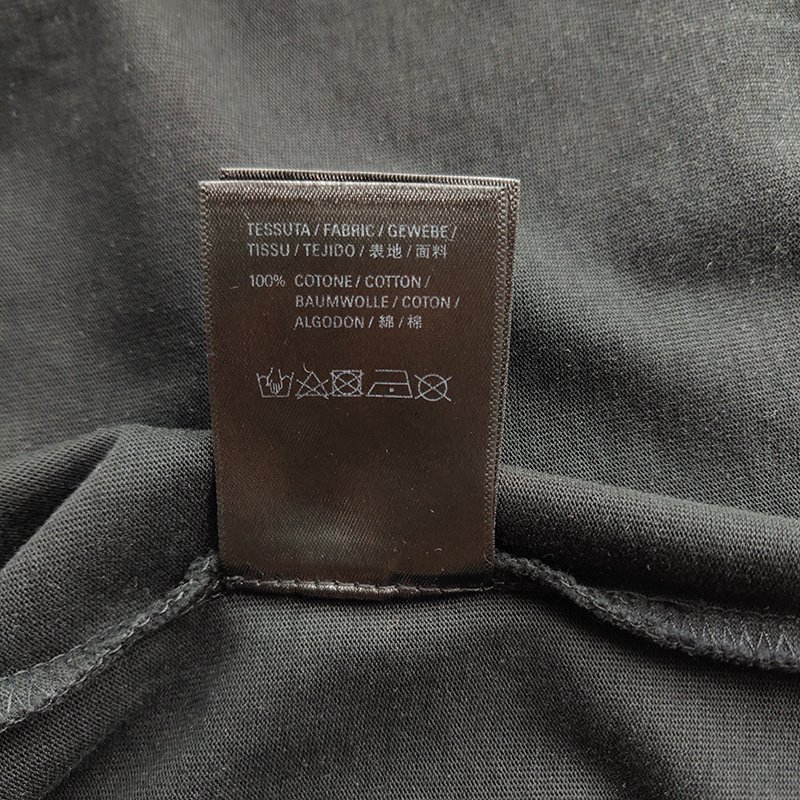 TESSUTA / FABRIC / GEWEBE /
TISSU / TEJIDO / 表地 / 面料
100% COTONE / COTTON /
BAUMWOLLE / COTON /
ALGODON / 綿 / 棉